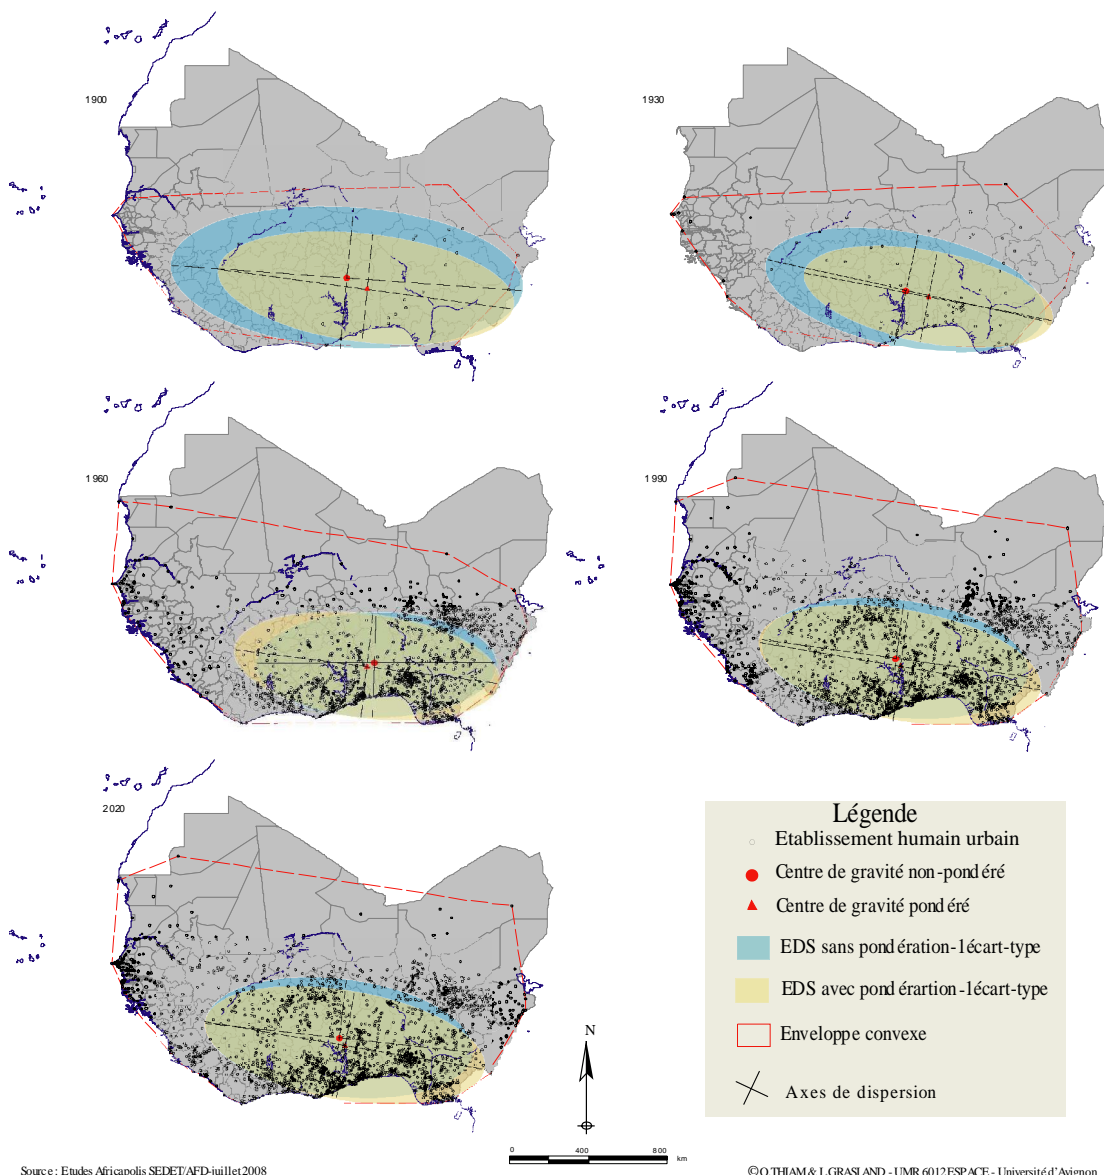 1900
1930
1960
1990
2020
Légende
Etablissement humain urbain
Centre de gravité non-pondéré
Centre de gravité pondéré
EDS sans pondération-1écart-type
EDS avec pondérartion-1écart-type
Enveloppe convexe
Axes de dispersion
N
0 400 800
km
Source : Etudes Africapolis SEDET/AFD-juillet 2008
© O.THIAM & L.GRASLAND - UMR 6012 ESPACE - Université d'Avignon